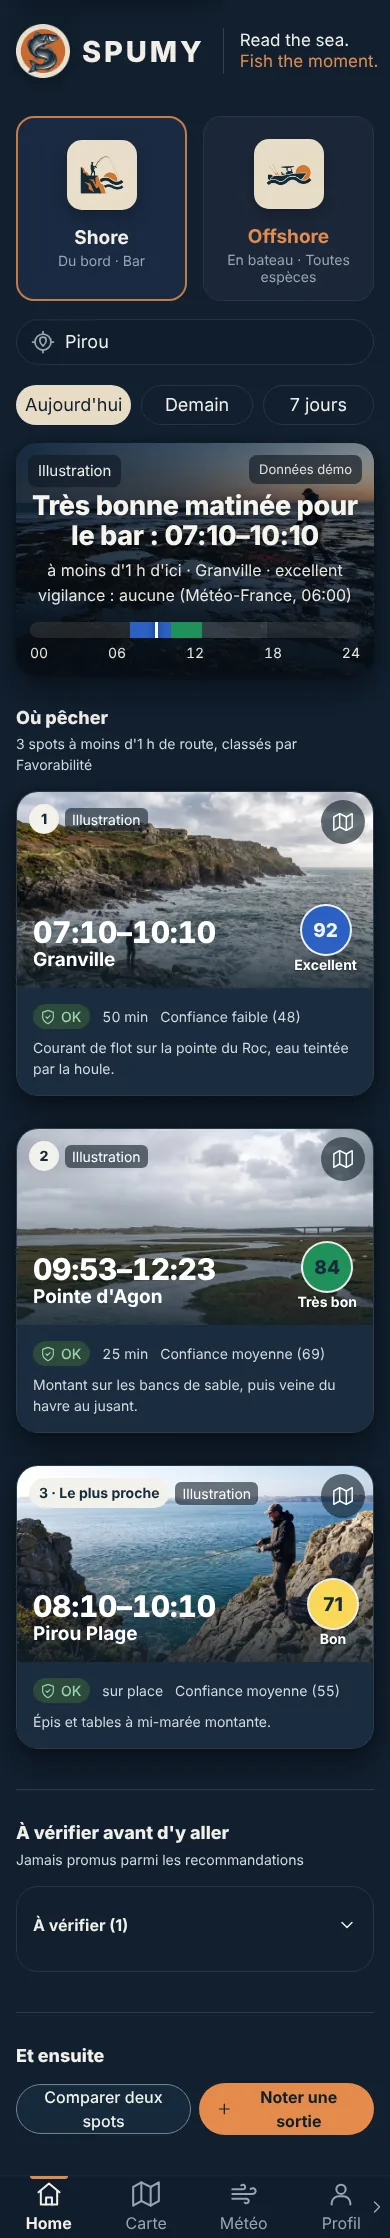 SPUMY
Read the sea.
Fish the moment.
Shore
Du bord · Bar
Offshore
En bateau · Toutes
espèces
Pirou
Aujourd'hui
Demain
7 jours
Illustration
Données démo
Très bonne matinée pour
le bar : 07:10–10:10
à moins d'1 h d'ici · Granville · excellent
vigilance : aucune (Météo-France, 06:00)
00 06 12 18 24
Où pêcher
3 spots à moins d'1 h de route, classés par
Favorabilité
1
Illustration
07:10–10:10
Granville
92
Excellent
OK 50 min Confiance faible (48)
Courant de flot sur la pointe du Roc, eau teintée
par la houle.
2
Illustration
09:53–12:23
Pointe d'Agon
84
Très bon
OK 25 min Confiance moyenne (69)
Montant sur les bancs de sable, puis veine du
havre au jusant.
3 · Le plus proche
Illustration
08:10–10:10
Pirou Plage
71
Bon
OK sur place Confiance moyenne (55)
Épis et tables à mi-marée montante.
À vérifier avant d'y aller
Jamais promus parmi les recommandations
À vérifier (1)
Et ensuite
Comparer deux
spots
+ Noter une
sortie
Home
Carte
Météo
Profil